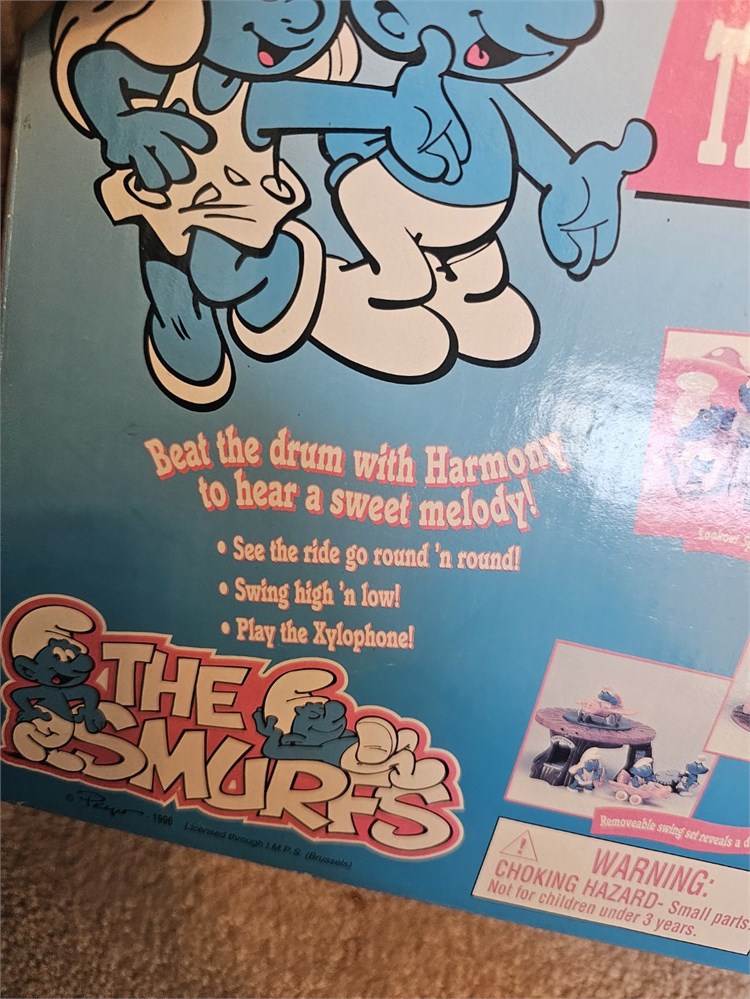 T
Beat the drum with Harmony
to hear a sweet melody!
• See the ride go round 'n round!
• Swing high 'n low!
• Play the Xylophone!
THE
SMURFS
© Peyo - 1996 Licensed through I.M.P.S. (Brussels)
Lookout
Removeable swing set reveals a d
WARNING:
CHOKING HAZARD- Small parts.
Not for children under 3 years.